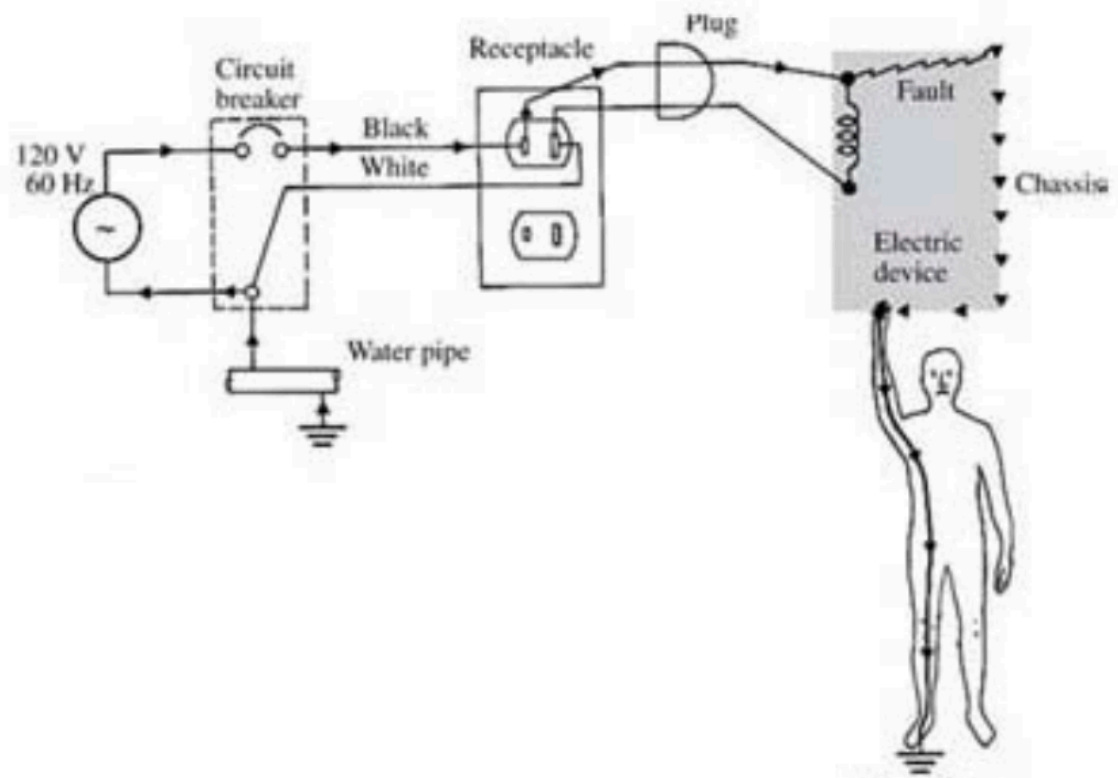 Plug
Receptacle
Circuit
breaker
Black
White
120 V
60 Hz
~
Fault
Chassis
Electric
device
Water pipe